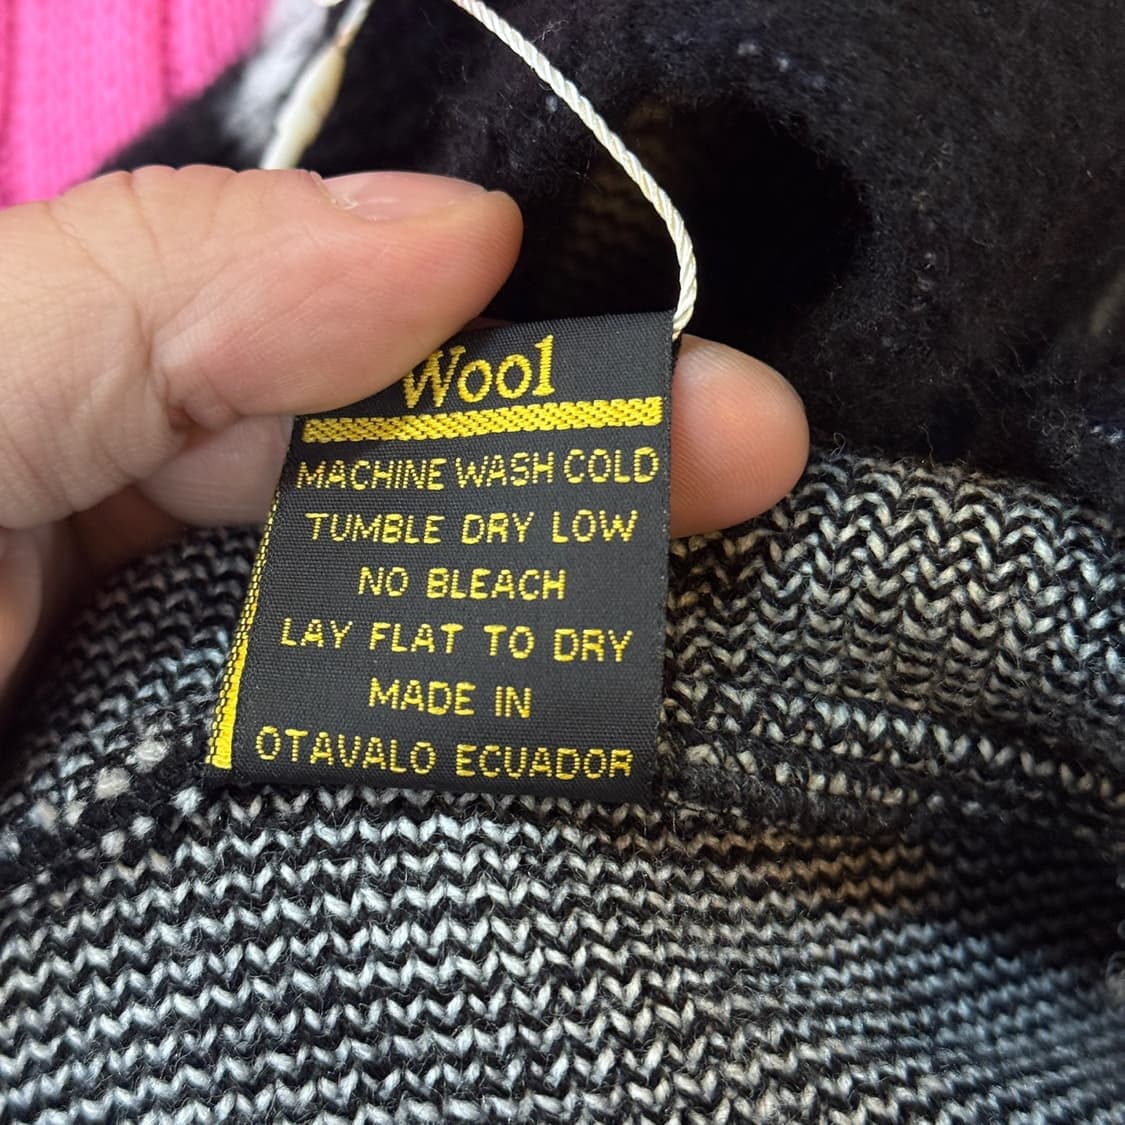 Wool
MACHINE WASH COLD
TUMBLE DRY LOW
NO BLEACH
LAY FLAT TO DRY
MADE IN
OTAVALO ECUADOR